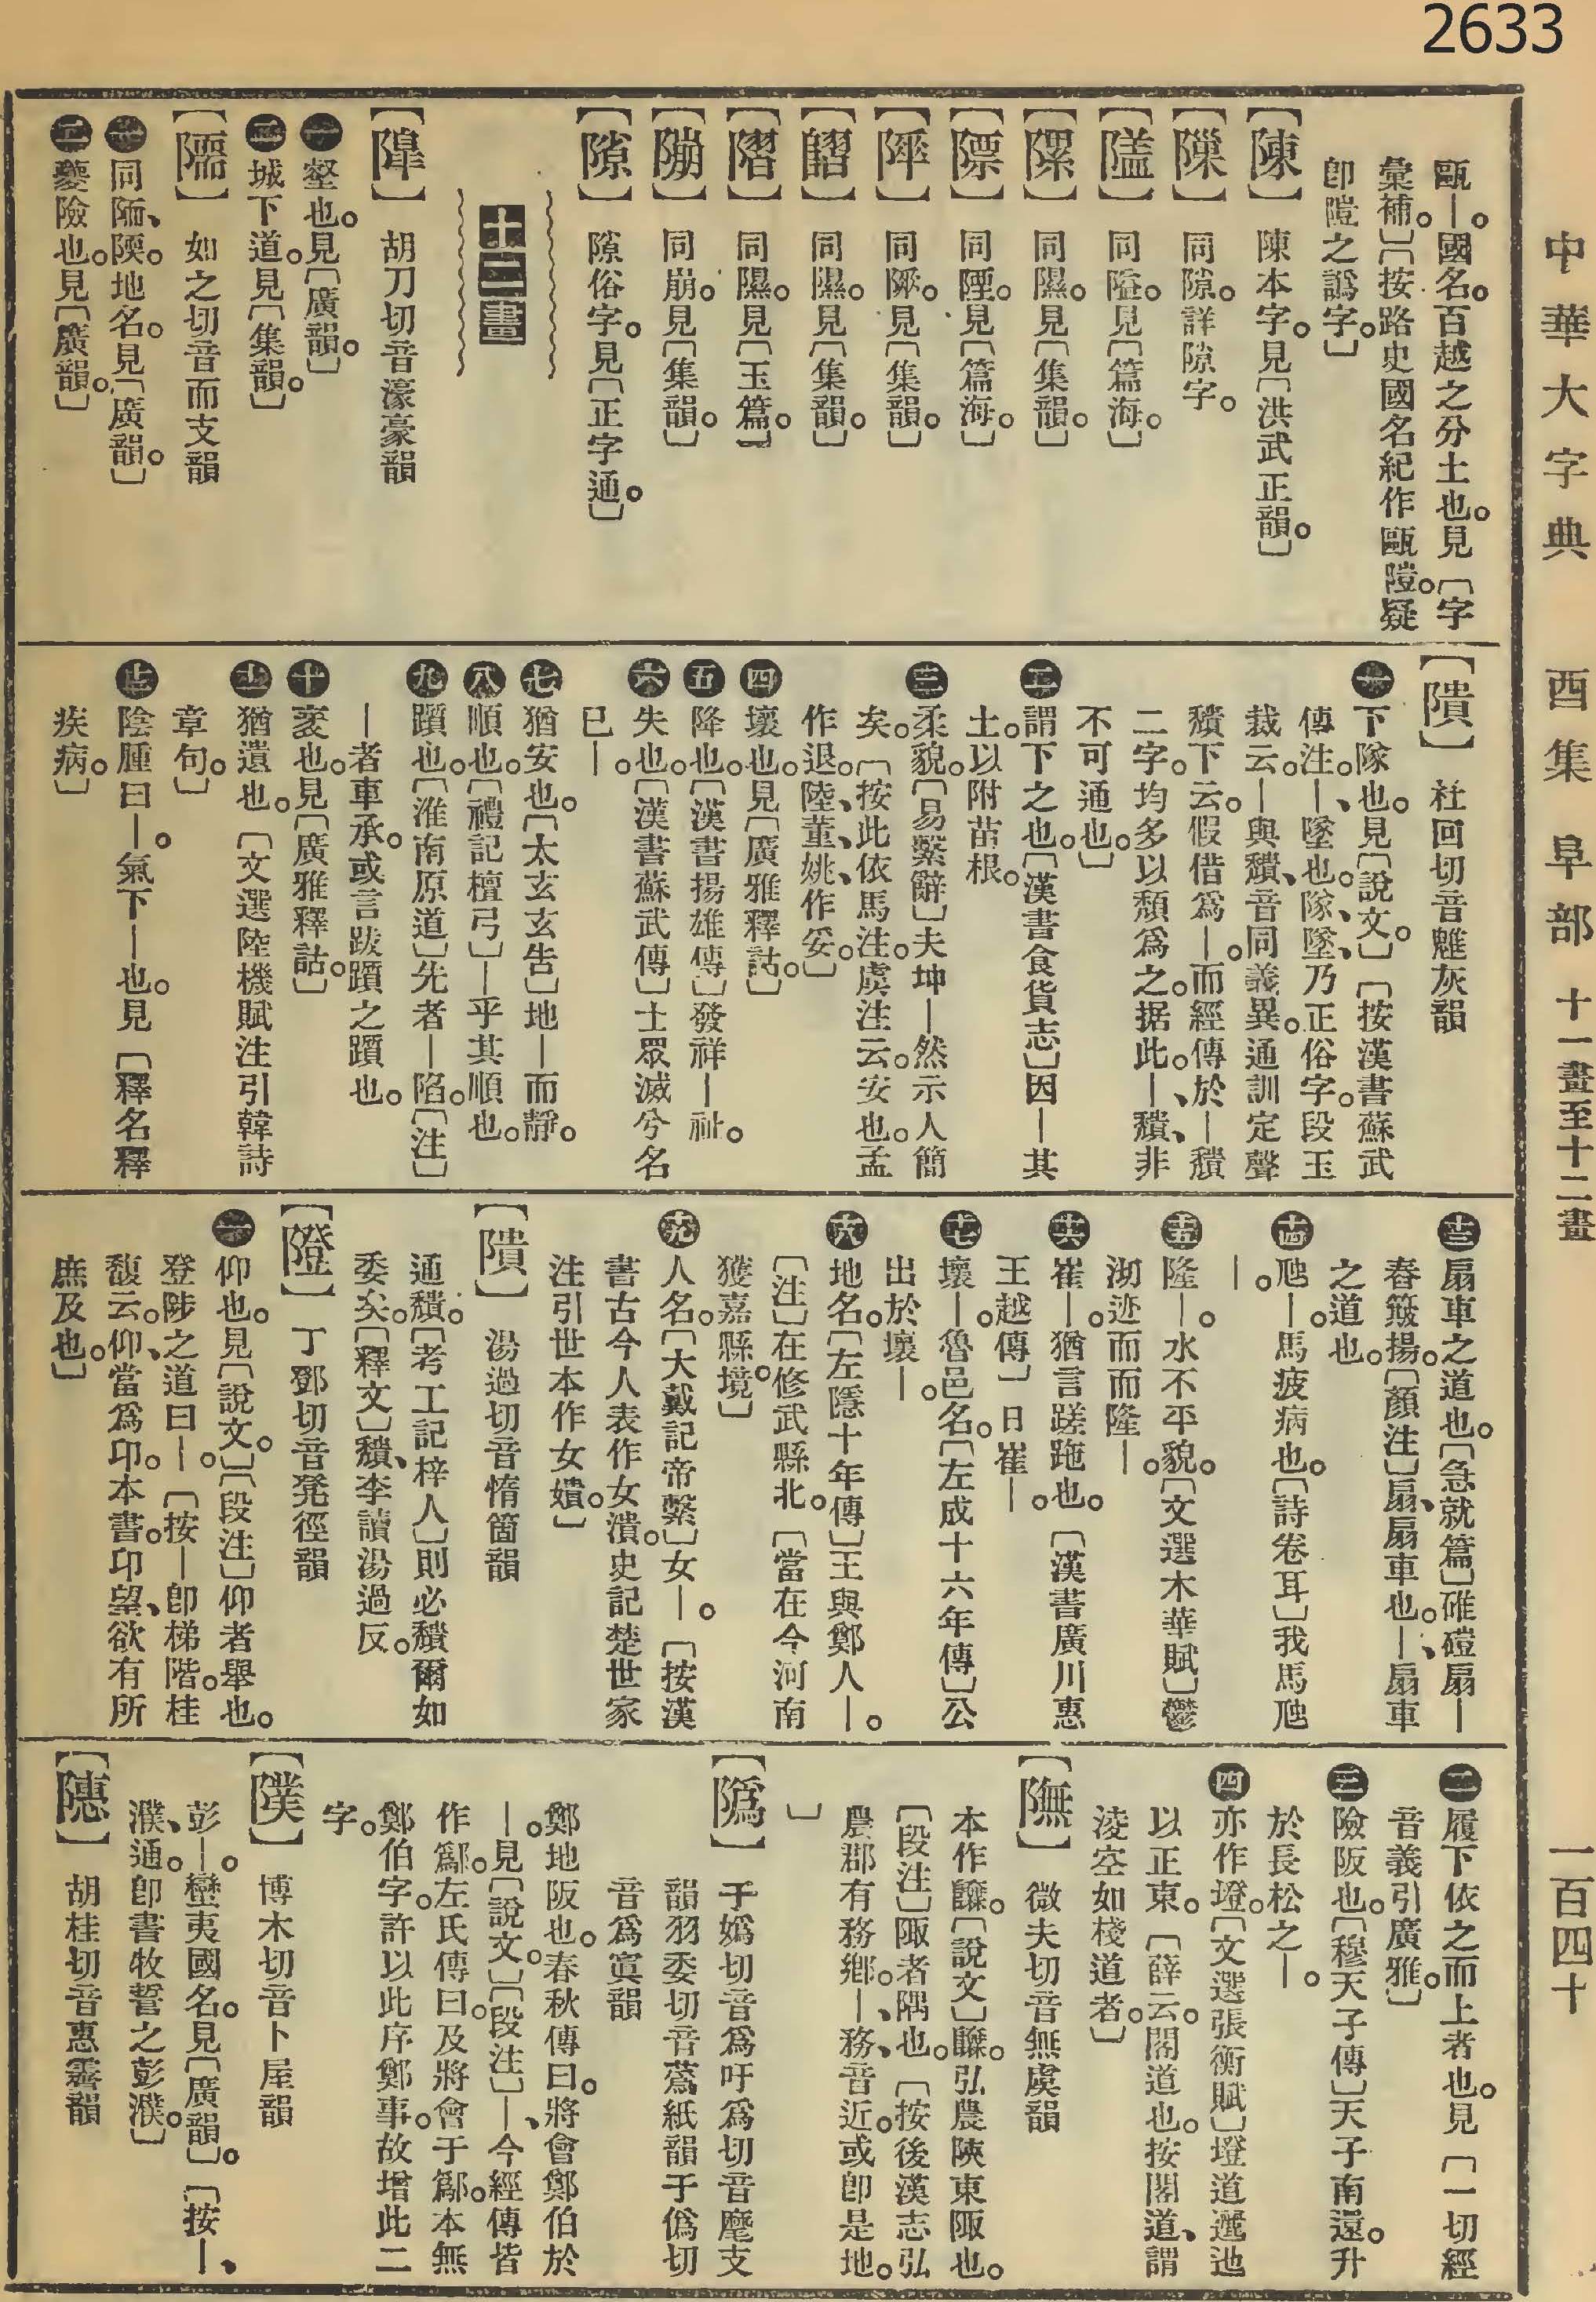 2633
中華大字典 酉集 阜部 十一畫至十二畫 一百四十
甌｜。國名。百越之分土也。見〔字
彙補。〕〔按路史國名紀作甌隑。疑
卽隑之譌字。〕
【陳】 陳本字。見〔洪武正韻。〕
【隟】 同隙。詳隙字。
同隘。見〔篇海。〕
同隰。見〔集韻。〕
同陻。見〔篇海。〕
見〔集韻。〕
同隰。見〔集韻。〕
【熠】 同隰。見〔玉篇。〕
同崩。見〔集韻。〕
【隙】 隙俗字。見〔正字通。〕
十二畫
胡刀切音濠豪韻
㊀壑也。見〔廣韻。〕
㊁城下道。見〔集韻。〕
【隭】 如之切音而支韻
㊀同陑、陾。地名。見〔廣韻。〕
㊁㜸險也。見〔廣韻。〕
【隤】 杜回切音魋灰韻
㊀下隊也。見〔說文。〕〔按漢書蘇武
傳注。｜、墜也。隊、墜、乃正俗字。段玉
裁云。｜與穨、音同義異。通訓定聲
穨下云。假借爲｜。而經傳於｜穨
二字。均多以頹爲之。据此。｜、穨、非
不可通也。〕
㊁謂下之也。〔漢書食貨志〕因｜其
土。以附苗根。
㊂柔貌。〔易繫辭〕夫坤｜然示人簡
矣。〔按此依馬注。虞注云。安也。孟
作退。陸、董、姚、作妥。〕
㊃壞也。見〔廣雅釋詁。〕
㊄降也。〔漢書揚雄傳〕發祥｜祉。
㊅失也。〔漢書蘇武傳〕士眾滅兮名
已｜。
㊆猶安也。〔太玄玄告〕地｜而靜。
㊇順也。〔禮記檀弓〕｜乎其順也。
㊈躓也。〔淮南原道〕先者｜陷。〔注〕
｜者車承。或言跋躓之躓也。
㊉衺也。見〔廣雅釋詁。〕
⑪猶遺也。〔文選陸機賦注引韓詩
章句。〕
⑫陰腫曰｜。氣下｜也。見〔釋名釋
疾病。〕
⑬扇車之道也。〔急就篇〕碓磑扇｜
舂簸揚。〔顏注〕扇、扇車也。｜、扇車
之道也。
⑭虺｜。馬疲病也。〔詩卷耳〕我馬虺
｜。
⑮隆｜。水不平貌。〔文選木華賦〕鬱
沏迭而隆｜。
⑯崔｜。猶言蹉跎也。〔漢書廣川惠
王越傳〕日崔｜。
⑰壞｜。魯邑名。〔左成十六年傳〕公
出於壞｜。
⑱地名。〔左隱十年傳〕王與鄭人｜。
〔注〕在修武縣北。〔當在今河南
獲嘉縣境。〕
⑲人名。〔大戴記帝繫〕女｜。〔按漢
書古今人表作女潰。史記楚世家
注引世本作女嬇。〕
【隤】 湯過切音惰箇韻
通穨。〔考工記梓人〕則必穨爾如
委矣。〔釋文〕穨、李讀湯過反。
【隥】 丁鄧切音凳徑韻
㊀仰也。見〔說文。〕〔段注〕仰者舉也。
登陟之道曰｜。〔按｜卽梯階。桂
馥云。仰、當爲卬。本書。卬望、欲有所
庶及也。〕
㊁履下依之而上者也。見〔一切經
音義引廣雅。〕
㊂險阪也。〔穆天子傳〕天子南還。升
於長松之｜。
㊃亦作墱。〔文選張衡賦〕墱道邐迆
以正東。〔薛云。閣道也。按閣道、謂
淩空如棧道者。〕
【隵】 微夫切音無虞韻
〔說文〕弘農陝東陬也。
〔段注〕陬者隅也。〔按後漢志弘
農郡有務鄉。｜、務、音近。或卽是地。
〕
【隝】 于嬀切音爲吁爲切音麾支
韻羽委切音蔿紙韻于僞切
音爲寘韻
鄭地阪也。春秋傳曰。將會鄭伯於
｜。見〔說文。〕〔段注〕｜、今經傳皆
作鄬。左氏傳曰。及將會于鄬。本無
鄭伯字。許以此序鄭事。故增此二
字。
【㒒】 博木切音卜屋韻
彭｜。蠻夷國名。見〔廣韻。〕〔按｜、
濮、通。卽書牧誓之彭濮。〕
胡桂切音惠霽韻